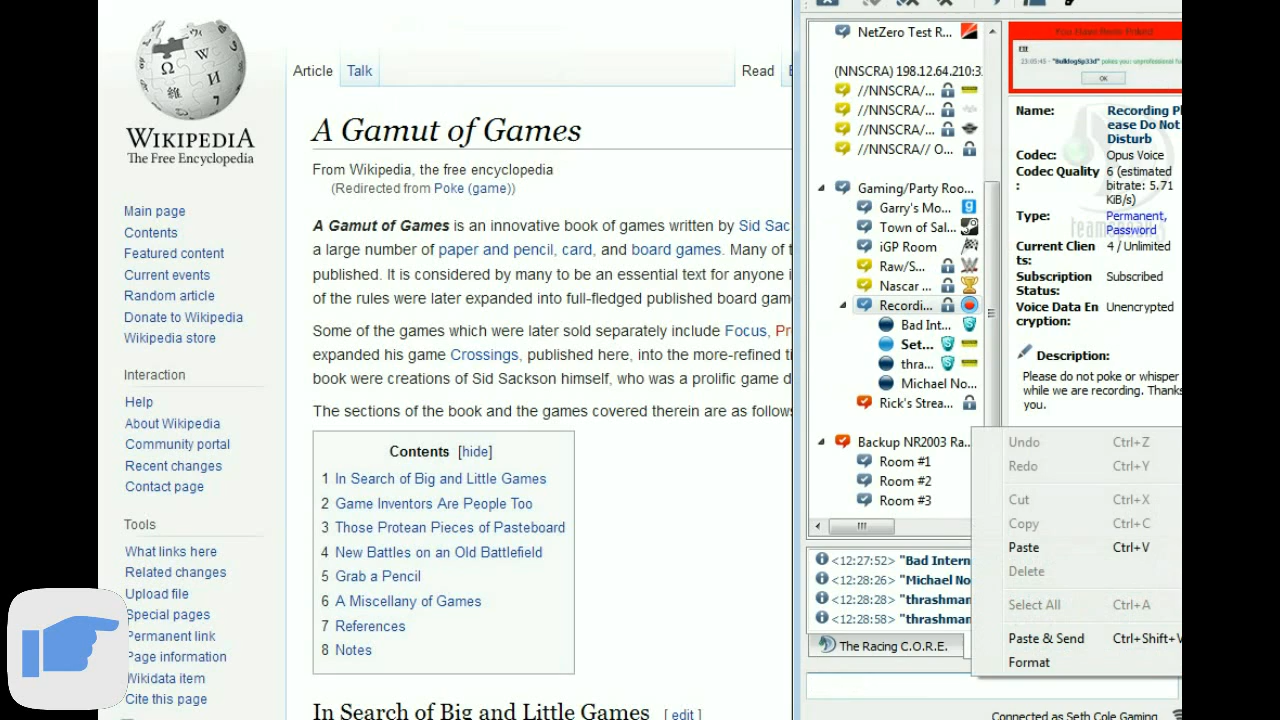 WIKIPEDIA
The Free Encyclopedia
Main page
Contents
Featured content
Current events
Random article
Donate to Wikipedia
Wikipedia store
Interaction
Help
About Wikipedia
Community portal
Recent changes
Contact page
Tools
What links here
Related changes
Upload file
Special pages
Permanent link
Page information
Wikidata item
Cite this page
Article Talk Read
A Gamut of Games
From Wikipedia, the free encyclopedia
(Redirected from Poke (game))
A Gamut of Games is an innovative book of games written by Sid Sac
a large number of paper and pencil, card, and board games. Many of t
published. It is considered by many to be an essential text for anyone i
of the rules were later expanded into full-fledged published board gam
Some of the games which were later sold separately include Focus, Pr
expanded his game Crossings, published here, into the more-refined ti
book were creations of Sid Sackson himself, who was a prolific game d
The sections of the book and the games covered therein are as follows
Contents [hide]
1 In Search of Big and Little Games
2 Game Inventors Are People Too
3 Those Protean Pieces of Pasteboard
4 New Battles on an Old Battlefield
5 Grab a Pencil
6 A Miscellany of Games
7 References
8 Notes
In Search of Big and Little Games [ edit ]
NetZero Test R...
(NNSCRA) 198.12.64.210:3
//NNSCRA/...
//NNSCRA/...
//NNSCRA/...
//NNSCRA// O...
Gaming/Party Roo...
Garry's Mo...
Town of Sal...
iGP Room
Raw/S...
Nascar ...
Recordi...
Bad Int...
Set...
thra...
Michael No...
Rick's Strea...
Backup NR2003 Ra...
Room #1
Room #2
Room #3
<12:27:52> "Bad Intern
<12:28:26> "Michael No
<12:28:28> "thrashman
<12:28:58> "thrashman
The Racing C.O.R.E.
You Have Been Poked
OK
Name: Recording Pl
ease Do Not
Disturb
Codec: Opus Voice
Codec Quality 6 (estimated
: bitrate: 5.71
KiB/s)
Type: Permanent,
Password
Current Clien 4 / Unlimited
ts:
Subscription Subscribed
Status:
Voice Data En Unencrypted
cryption:
Description:
Please do not poke or whisper
while we are recording. Thanks
you.
Undo Ctrl+Z
Redo Ctrl+Y
Cut Ctrl+X
Copy Ctrl+C
Paste Ctrl+V
Delete
Select All Ctrl+A
Paste & Send Ctrl+Shift+V
Format
Connected as Seth Cole Gaming